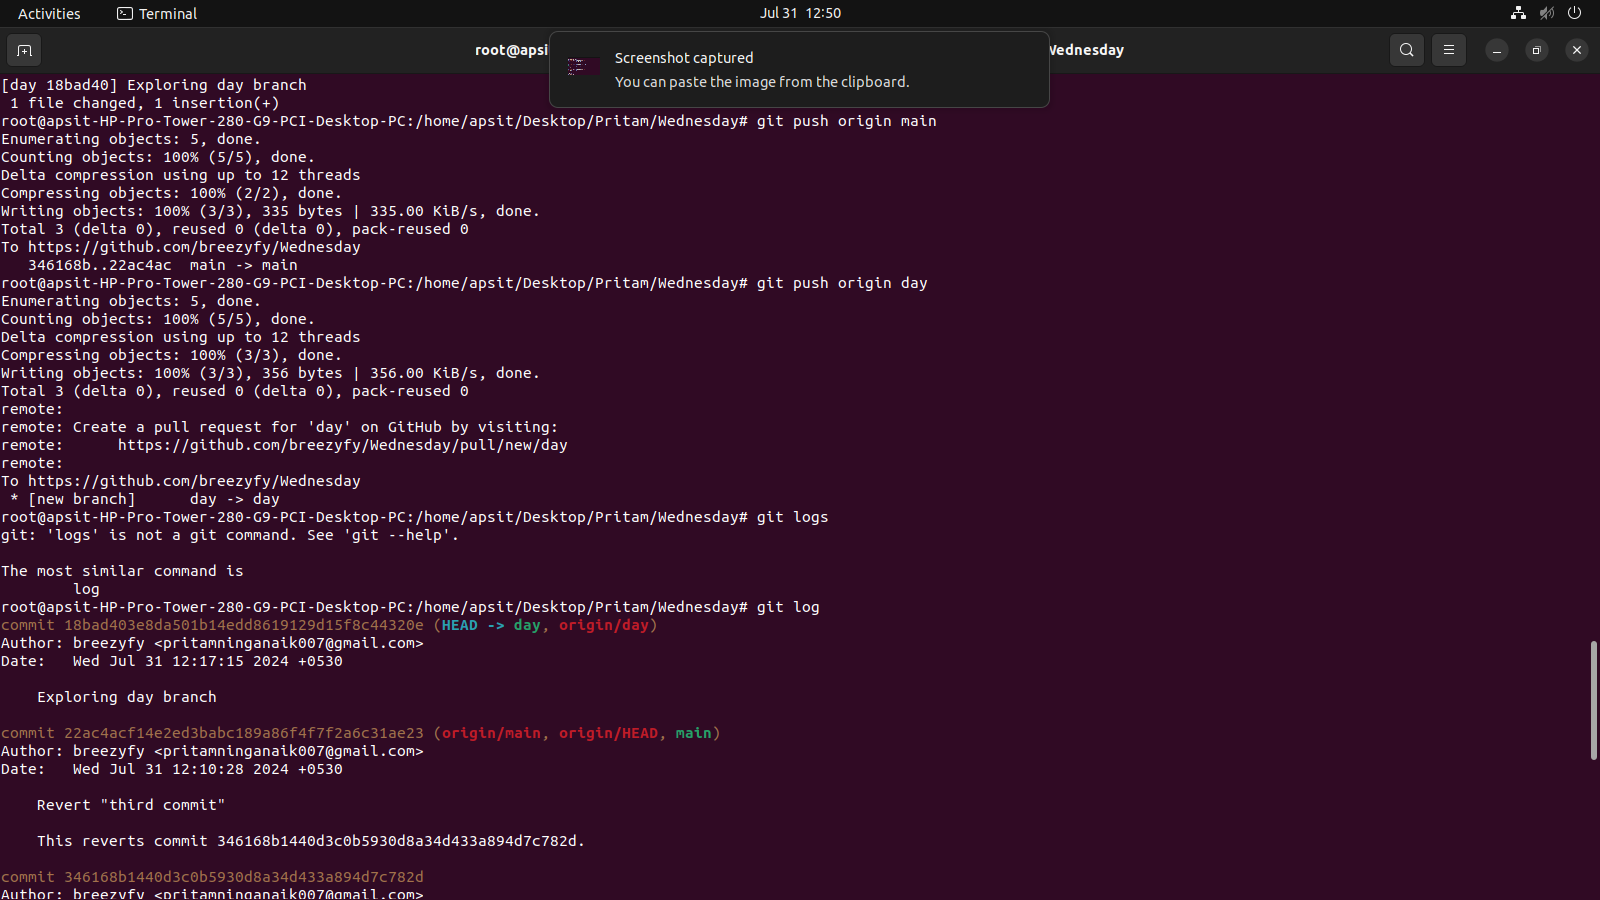 Activities Terminal Jul 31 12:50
root@apsi Wednesday
Screenshot captured
You can paste the image from the clipboard.
[day 18bad40] Exploring day branch
 1 file changed, 1 insertion(+)
root@apsit-HP-Pro-Tower-280-G9-PCI-Desktop-PC:/home/apsit/Desktop/Pritam/Wednesday# git push origin main
Enumerating objects: 5, done.
Counting objects: 100% (5/5), done.
Delta compression using up to 12 threads
Compressing objects: 100% (2/2), done.
Writing objects: 100% (3/3), 335 bytes | 335.00 KiB/s, done.
Total 3 (delta 0), reused 0 (delta 0), pack-reused 0
To https://github.com/breezyfy/Wednesday
   346168b..22ac4ac  main -> main
root@apsit-HP-Pro-Tower-280-G9-PCI-Desktop-PC:/home/apsit/Desktop/Pritam/Wednesday# git push origin day
Enumerating objects: 5, done.
Counting objects: 100% (5/5), done.
Delta compression using up to 12 threads
Compressing objects: 100% (3/3), done.
Writing objects: 100% (3/3), 356 bytes | 356.00 KiB/s, done.
Total 3 (delta 0), reused 0 (delta 0), pack-reused 0
remote:
remote: Create a pull request for 'day' on GitHub by visiting:
remote:      https://github.com/breezyfy/Wednesday/pull/new/day
remote:
To https://github.com/breezyfy/Wednesday
 * [new branch]      day -> day
root@apsit-HP-Pro-Tower-280-G9-PCI-Desktop-PC:/home/apsit/Desktop/Pritam/Wednesday# git logs
git: 'logs' is not a git command. See 'git --help'.
The most similar command is
        log
root@apsit-HP-Pro-Tower-280-G9-PCI-Desktop-PC:/home/apsit/Desktop/Pritam/Wednesday# git log
commit 18bad403e8da501b14edd8619129d15f8c44320e (HEAD -> day, origin/day)
Author: breezyfy <pritamninganaik007@gmail.com>
Date:   Wed Jul 31 12:17:15 2024 +0530
    Exploring day branch
commit 22ac4acf14e2ed3babc189a86f4f7f2a6c31ae23 (origin/main, origin/HEAD, main)
Author: breezyfy <pritamninganaik007@gmail.com>
Date:   Wed Jul 31 12:10:28 2024 +0530
    Revert "third commit"
    This reverts commit 346168b1440d3c0b5930d8a34d433a894d7c782d.
commit 346168b1440d3c0b5930d8a34d433a894d7c782d
Author: breezyfy <pritamninganaik007@gmail.com>